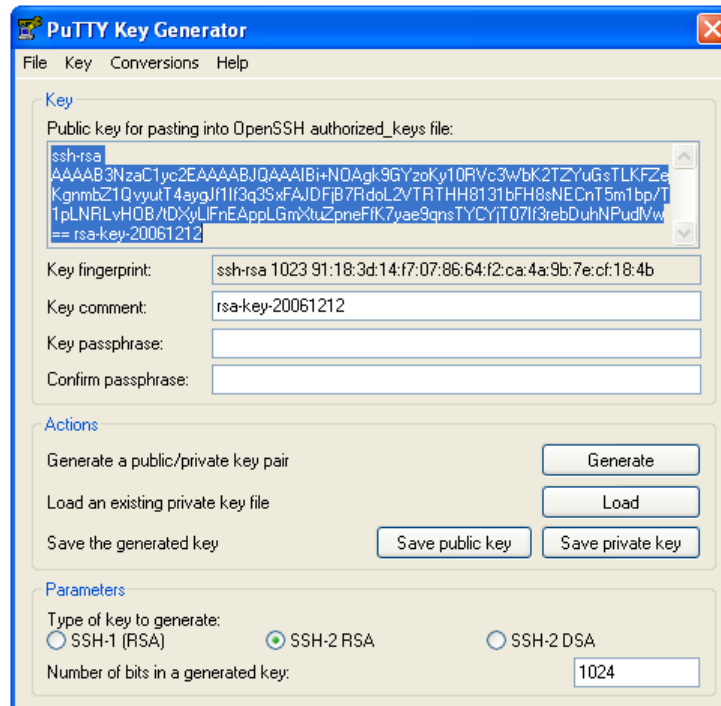 PuTTY Key Generator
File Key Conversions Help
Key
Public key for pasting into OpenSSH authorized_keys file:
ssh-rsa
AAAAB3NzaC1yc2EAAAABJQAAAIBi+NOAgk9GYzoKy10RVc3WbK2TZYuGsTLKFZe
KgnmbZ1QvyutT4aygJf1If3q3SxFAJDFjB7RdoL2VTRTHH8131bFH8sNECnT5m1bp/T
1pLNRLvHOB/tDXyLlFnEAppLGmXtuZpneFfK7yae9qnsTYCYjT07If3rebDuhNPudlVw
== rsa-key-20061212
Key fingerprint: ssh-rsa 1023 91:18:3d:14:f7:07:86:64:f2:ca:4a:9b:7e:cf:18:4b
Key comment: rsa-key-20061212
Key passphrase:
Confirm passphrase:
Actions
Generate a public/private key pair Generate
Load an existing private key file Load
Save the generated key Save public key Save private key
Parameters
Type of key to generate:
SSH-1 (RSA) SSH-2 RSA SSH-2 DSA
Number of bits in a generated key: 1024